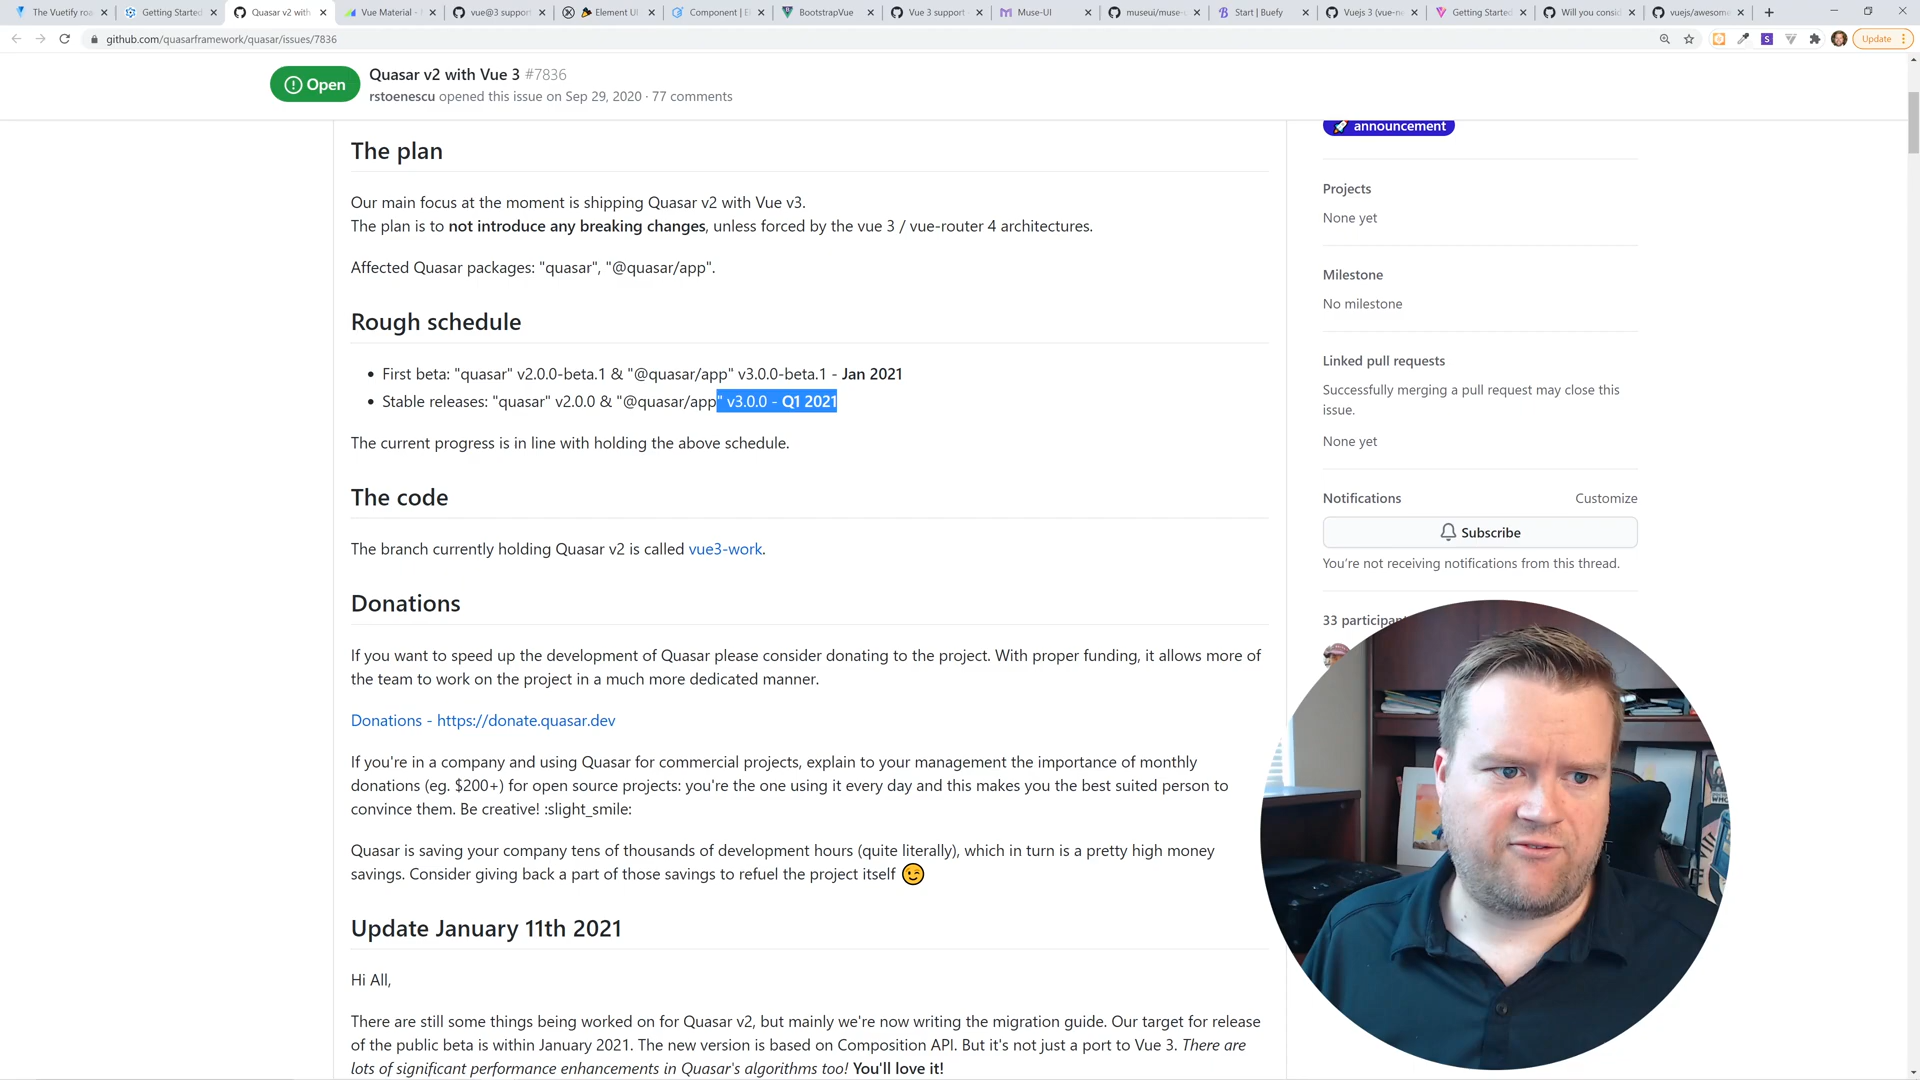 The Vuetify roa
Getting Started
Quasar v2 with
Vue Material -
vue@3 support
Element UI
Component | E
BootstrapVue
Vue 3 support
Muse-UI
museui/muse-
Start | Buefy
Vuejs 3 (vue-ne
Getting Started
Will you consid
vuejs/awesome
github.com/quasarframework/quasar/issues/7836
Update
Open
Quasar v2 with Vue 3 #7836
rstoenescu opened this issue on Sep 29, 2020 · 77 comments
The plan
Our main focus at the moment is shipping Quasar v2 with Vue v3.
The plan is to not introduce any breaking changes, unless forced by the vue 3 / vue-router 4 architectures.
Affected Quasar packages: "quasar", "@quasar/app".
Rough schedule
• First beta: "quasar" v2.0.0-beta.1 & "@quasar/app" v3.0.0-beta.1 - Jan 2021
• Stable releases: "quasar" v2.0.0 & "@quasar/app" v3.0.0 - Q1 2021
The current progress is in line with holding the above schedule.
The code
The branch currently holding Quasar v2 is called vue3-work.
Donations
If you want to speed up the development of Quasar please consider donating to the project. With proper funding, it allows more of
the team to work on the project in a much more dedicated manner.
Donations - https://donate.quasar.dev
If you're in a company and using Quasar for commercial projects, explain to your management the importance of monthly
donations (eg. $200+) for open source projects: you're the one using it every day and this makes you the best suited person to
convince them. Be creative! :slight_smile:
Quasar is saving your company tens of thousands of development hours (quite literally), which in turn is a pretty high money
savings. Consider giving back a part of those savings to refuel the project itself 😉
Update January 11th 2021
Hi All,
There are still some things being worked on for Quasar v2, but mainly we're now writing the migration guide. Our target for release
of the public beta is within January 2021. The new version is based on Composition API. But it's not just a port to Vue 3. There are
lots of significant performance enhancements in Quasar's algorithms too! You'll love it!
🚀 announcement
Projects
None yet
Milestone
No milestone
Linked pull requests
Successfully merging a pull request may close this
issue.
None yet
Notifications
Customize
Subscribe
You're not receiving notifications from this thread.
33 participan